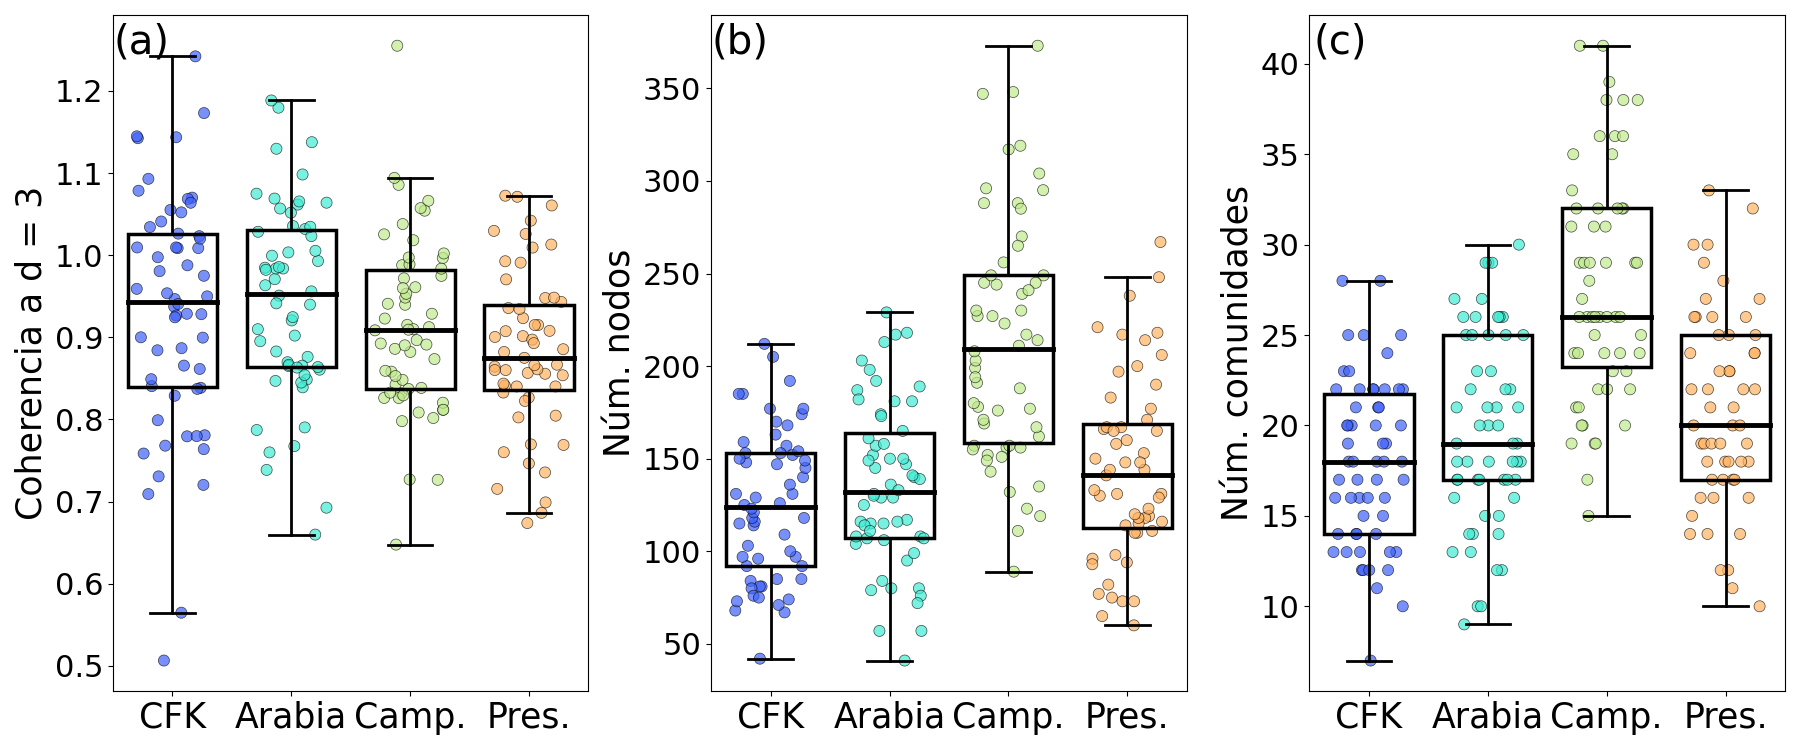 (a)
Coherencia a d = 3
1.2
1.1
1.0
0.9
0.8
0.7
0.6
0.5
CFK Arabia Camp. Pres.
(b)
Núm. nodos
350
300
250
200
150
100
50
CFK Arabia Camp. Pres.
(c)
Núm. comunidades
40
35
30
25
20
15
10
CFK Arabia Camp. Pres.